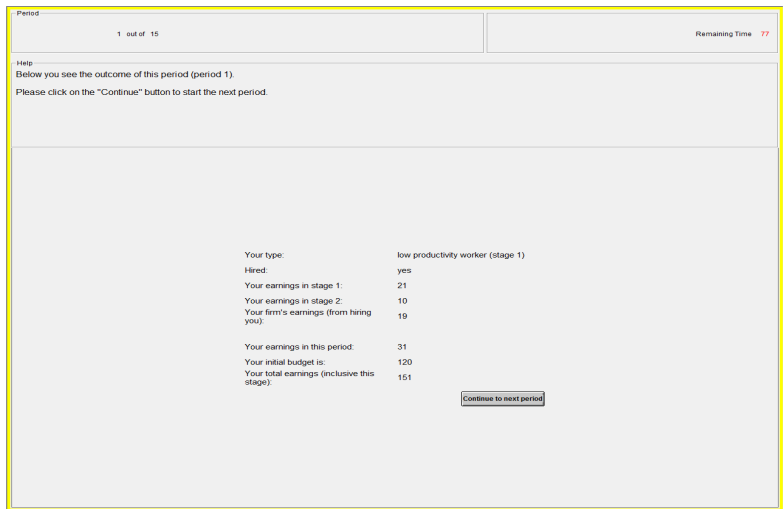 Period
1 out of 15
Remaining Time 77
Help
Below you see the outcome of this period (period 1).
Please click on the "Continue" button to start the next period.
Your type: low productivity worker (stage 1)
Hired: yes
Your earnings in stage 1: 21
Your earnings in stage 2: 10
Your firm's earnings (from hiring
you): 19
Your earnings in this period: 31
Your initial budget is: 120
Your total earnings (inclusive this
stage): 151
Continue to next period